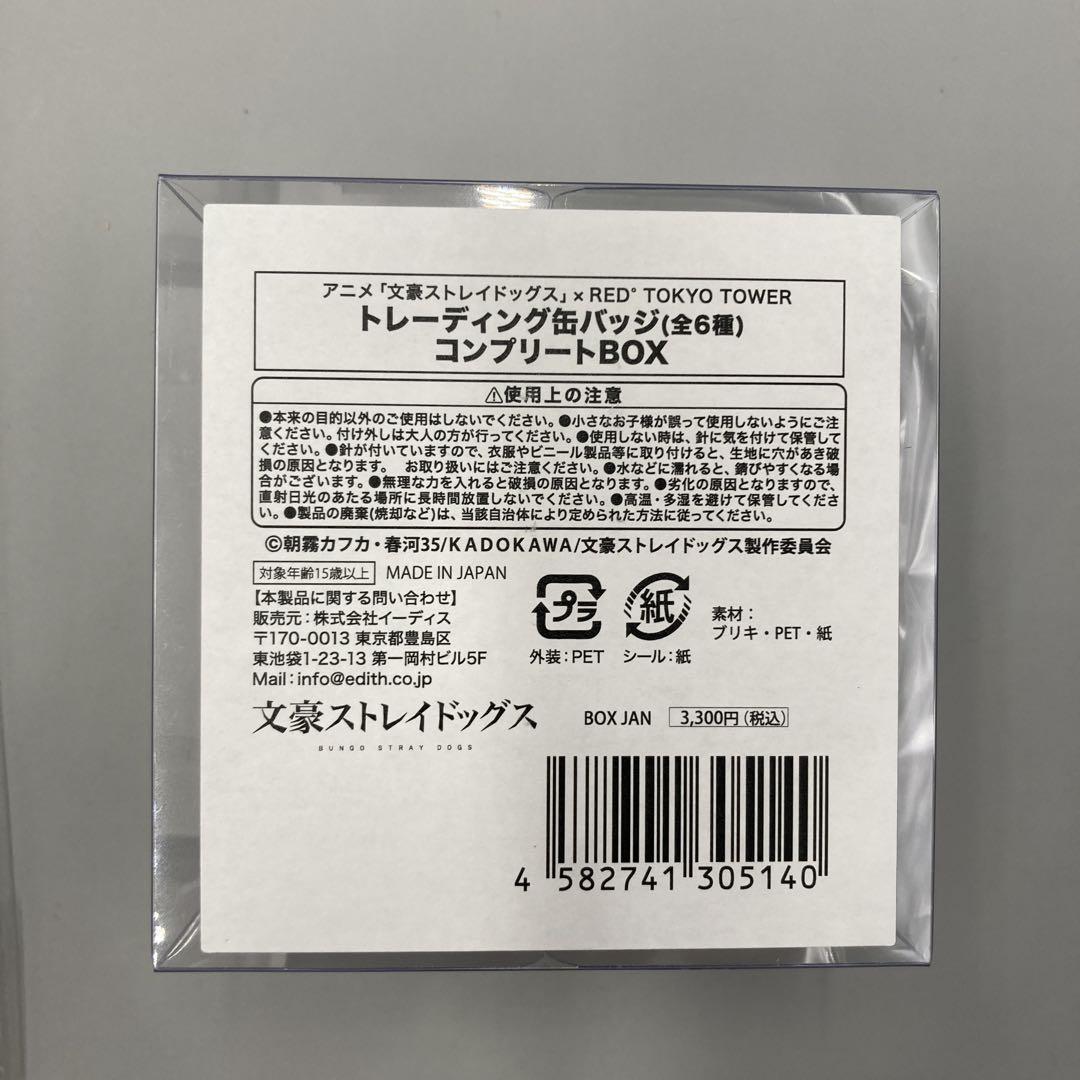 アニメ「文豪ストレイドッグス」× RED° TOKYO TOWER
トレーディング缶バッジ(全6種)
コンプリートBOX
⚠使用上の注意
●本来の目的以外のご使用はしないでください。●小さなお子様が誤って使用しないようにご注
意ください。付け外しは大人の方が行ってください。●使用しない時は、針に気を付けて保管して
ください。●針が付いていますので、衣服やビニール製品等に取り付けると、生地に穴があき破
損の原因となります。 お取り扱いにはご注意ください。●水などに濡れると、錆びやすくなる場
合がございます。●無理な力を入れると破損の原因となります。●劣化の原因となりますので、
直射日光のあたる場所に長時間放置しないでください。●高温・多湿を避けて保管してくださ
い。●製品の廃棄(焼却など)は、当該自治体により定められた方法に従ってください。
©朝霧カフカ・春河35/KADOKAWA/文豪ストレイドッグス製作委員会
対象年齢15歳以上 MADE IN JAPAN
【本製品に関する問い合わせ】
販売元：株式会社イーディス
〒170-0013 東京都豊島区
東池袋1-23-13 第一岡村ビル5F
Mail：info@edith.co.jp
プラ
外装：PET
紙
シール：紙
素材：
ブリキ・PET・紙
文豪ストレイドッグス
BUNGO STRAY DOGS
BOX JAN 3,300円（税込）
4 582741 305140